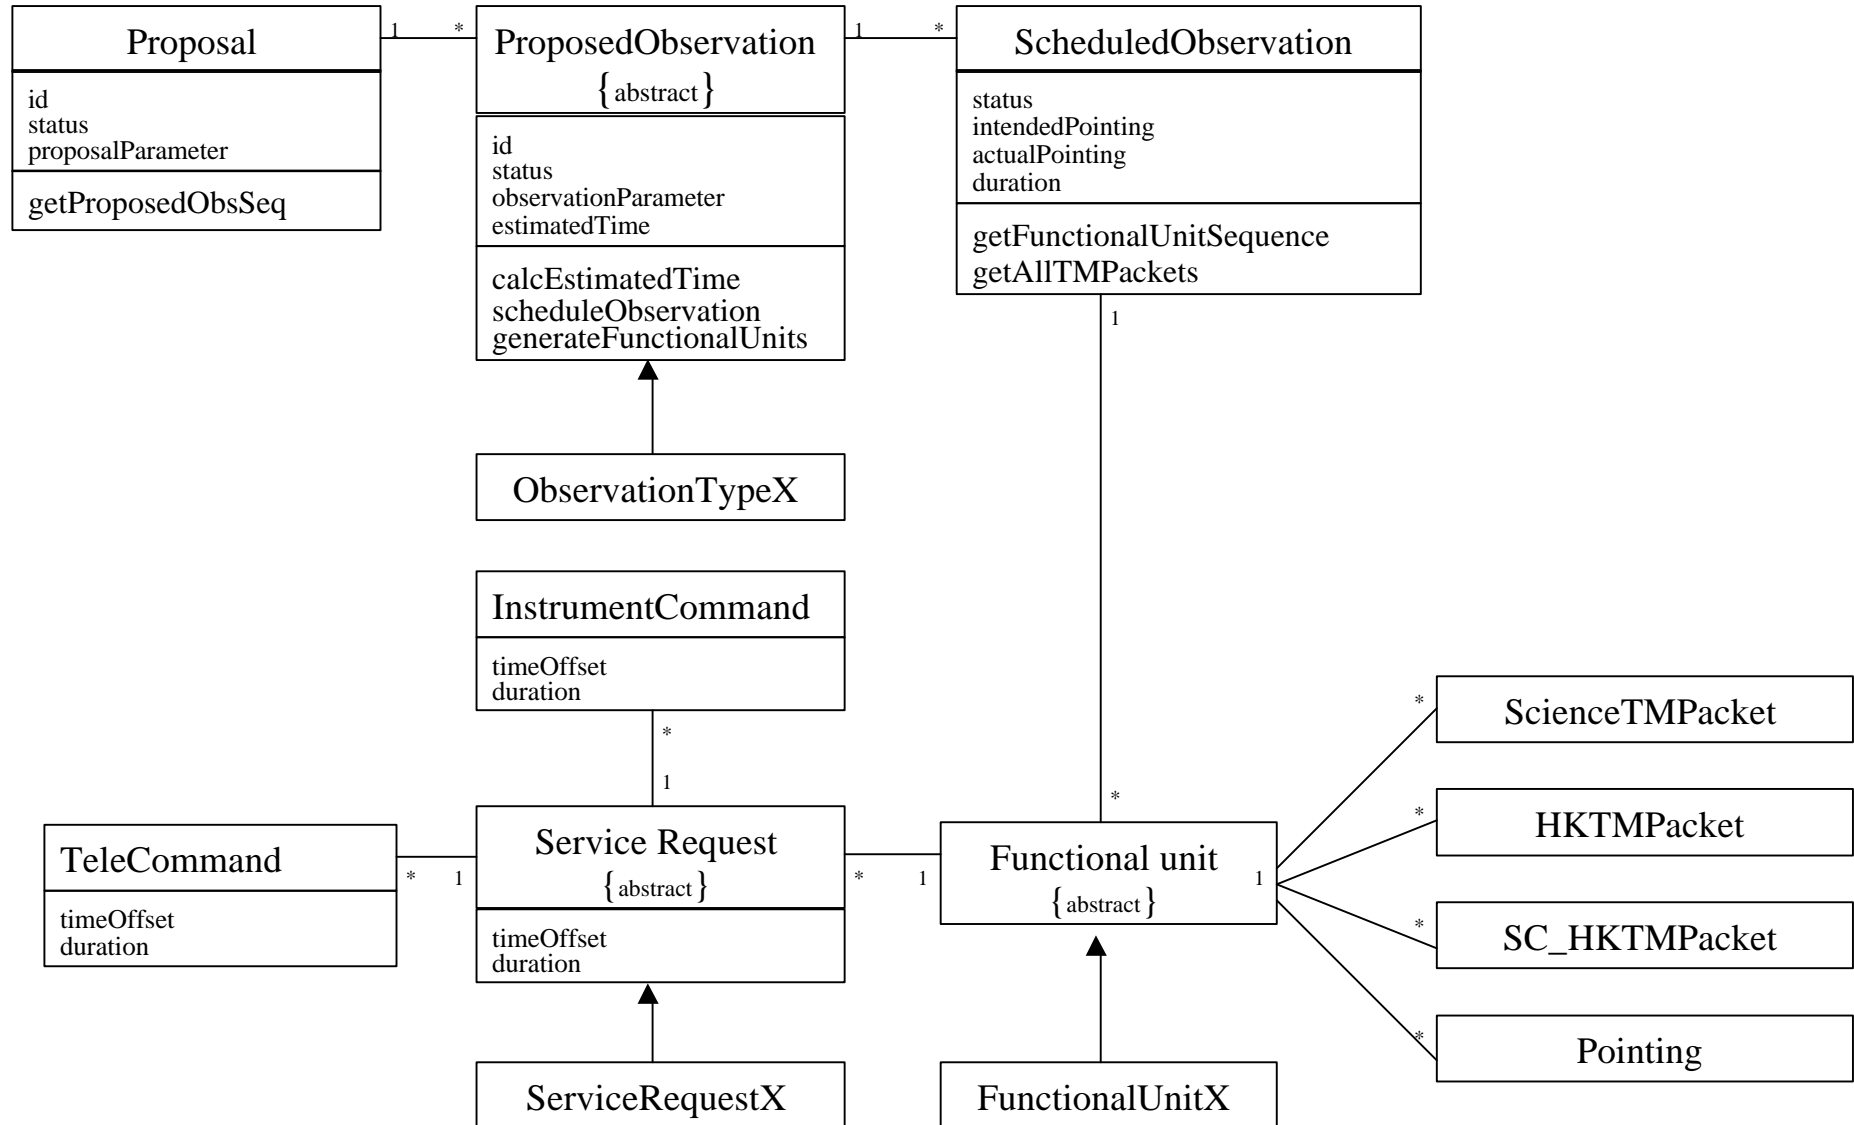 Proposal
id
status
proposalParameter
getProposedObsSeq
1
*
ProposedObservation
{abstract}
id
status
observationParameter
estimatedTime
calcEstimatedTime
scheduleObservation
generateFunctionalUnits
1
*
ScheduledObservation
status
intendedPointing
actualPointing
duration
getFunctionalUnitSequence
getAllTMPackets
1
*
ObservationTypeX
InstrumentCommand
timeOffset
duration
*
1
TeleCommand
timeOffset
duration
*
1
Service Request
{abstract}
timeOffset
duration
*
1
Functional unit
{abstract}
1
*
ScienceTMPacket
*
HKTMPacket
*
SC_HKTMPacket
*
Pointing
ServiceRequestX
FunctionalUnitX